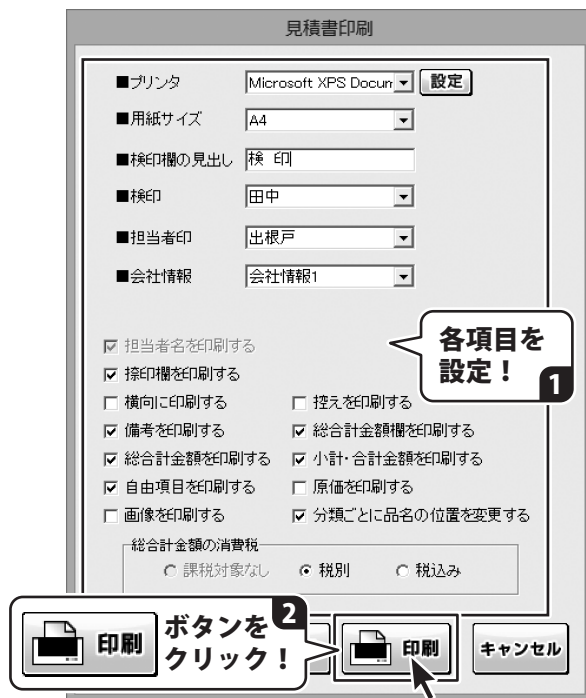 見積書印刷
■プリンタ Microsoft XPS Docun 設定
■用紙サイズ A4
■検印欄の見出し 検 印
■検印 田中
■担当者印 出根戸
■会社情報 会社情報1
担当者名を印刷する
各項目を
設定！
1
捺印欄を印刷する
横向に印刷する 控えを印刷する
備考を印刷する 総合計金額欄を印刷する
総合計金額を印刷する 小計・合計金額を印刷する
自由項目を印刷する 原価を印刷する
画像を印刷する 分類ごとに品名の位置を変更する
総合計金額の消費税
課税対象なし 税別 税込み
印刷 ボタンを
クリック！
2
印刷 キャンセル